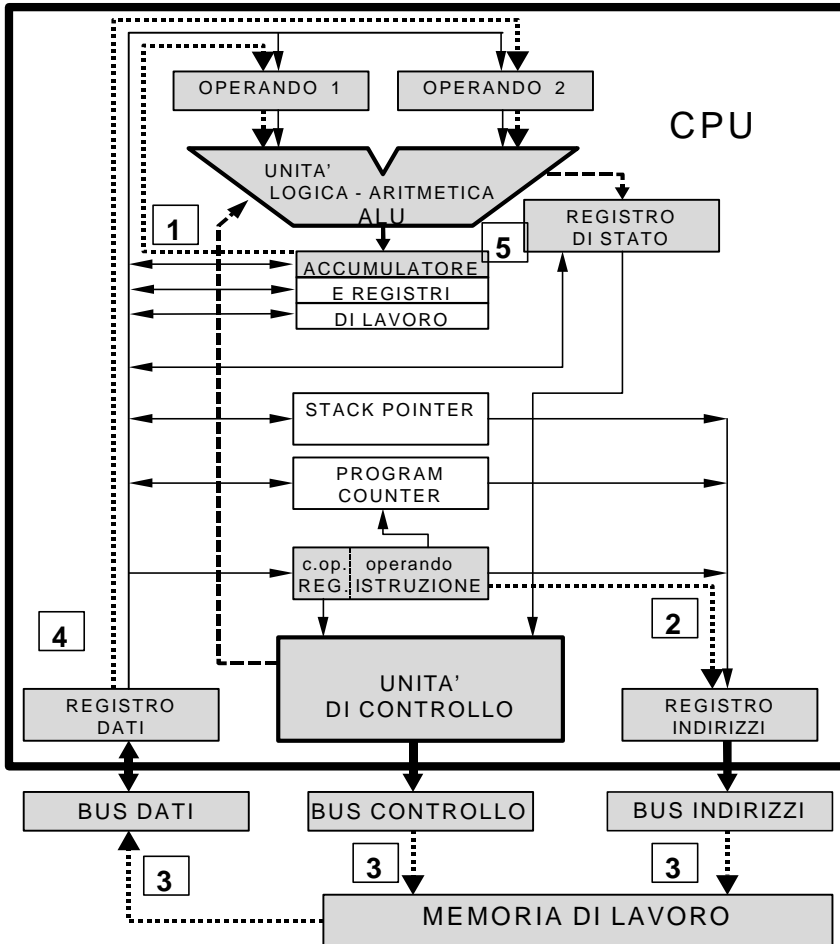 OPERANDO 1
OPERANDO 2
CPU
UNITA'
LOGICA - ARITMETICA
ALU
1
5
REGISTRO
DI STATO
ACCUMULATORE
E REGISTRI
DI LAVORO
STACK POINTER
PROGRAM
COUNTER
c.op. operando
REG. ISTRUZIONE
4
2
UNITA'
DI CONTROLLO
REGISTRO
DATI
REGISTRO
INDIRIZZI
BUS DATI
BUS CONTROLLO
BUS INDIRIZZI
3
3
3
MEMORIA DI LAVORO